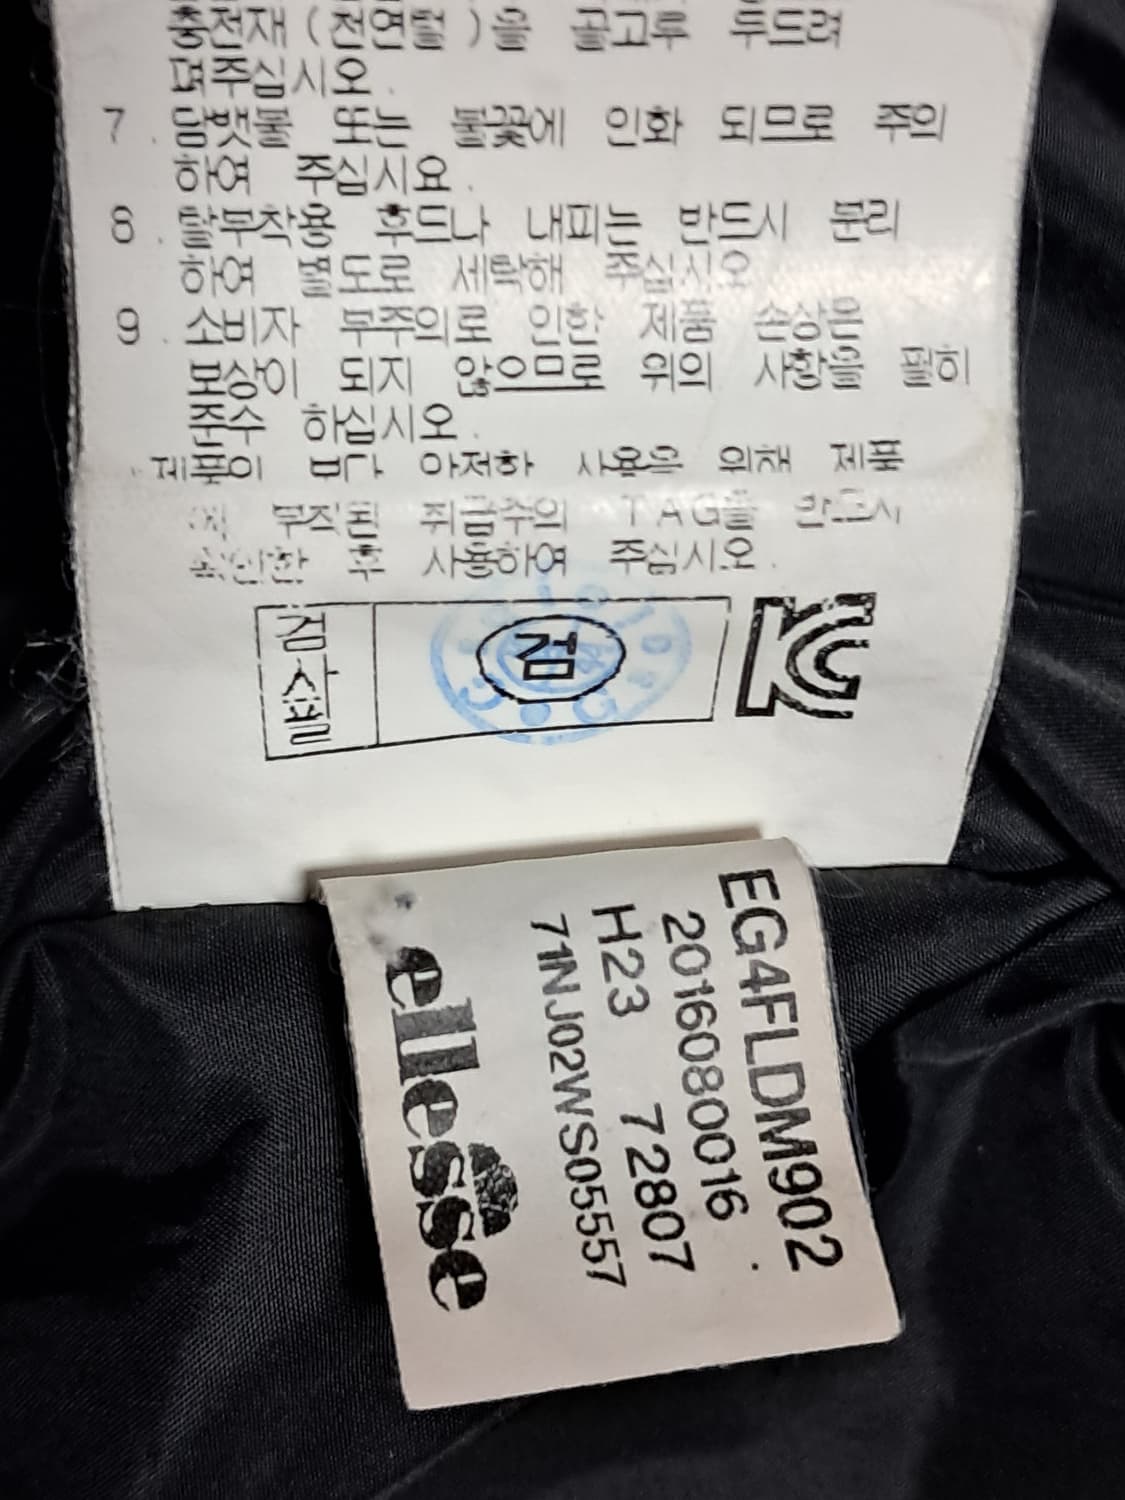 충전재(천연털)을 골고루 두드려
펴주십시오.
7. 담뱃불 또는 불꽃에 인화 되므로 주의
하여 주십시요.
8. 탈부착용 후드나 내피는 반드시 분리
하여 별도로 세탁해 주십시오
9. 소비자 부주의로 인한 제품 손상은
보상이 되지 않으므로 위의 사항을 필히
준수 하십시오.
·제품의 보다 안전한 사용을 위해 제품
에 부착된 취급주의 TAG를 반드시
확인한 후 사용하여 주십시오.
검사필
점
KC
EG4FLDM902
2016080016
H23 72807
71NJ02WS05557
ellesse